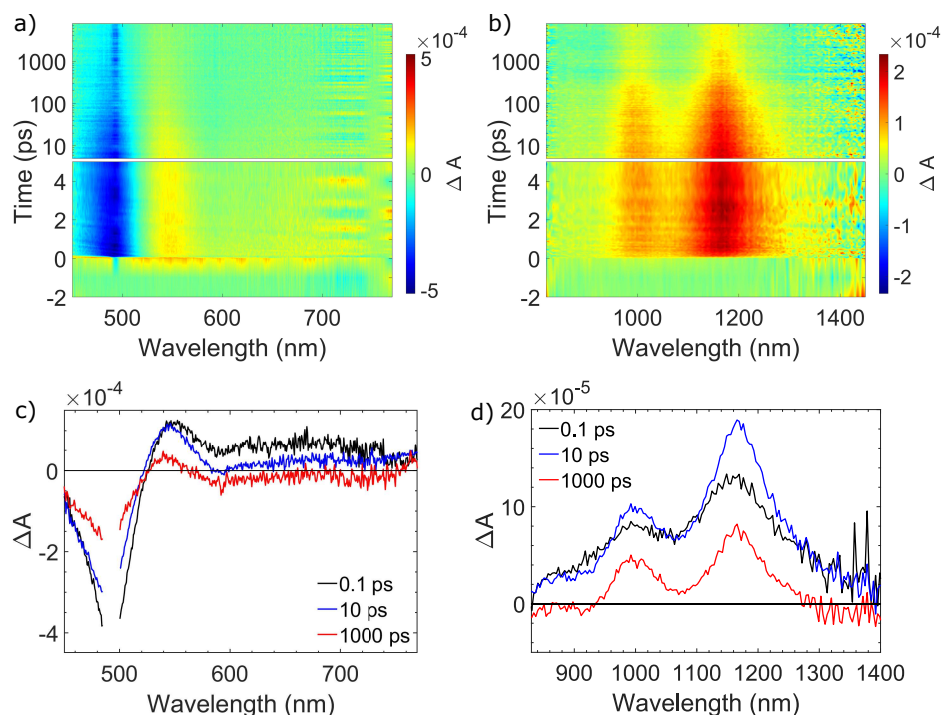 a)
×10⁻⁴
5
0
-5
Δ A
1000
100
10
4
2
0
-2
Time (ps)
500 600 700
Wavelength (nm)
b)
×10⁻⁴
2
1
0
-1
-2
Δ A
1000
100
10
4
2
0
-2
Time (ps)
1000 1200 1400
Wavelength (nm)
c)
×10⁻⁴
0
-2
-4
ΔA
0.1 ps
10 ps
1000 ps
500 600 700
Wavelength (nm)
d)
×10⁻⁵
20
10
0
ΔA
0.1 ps
10 ps
1000 ps
900 1000 1100 1200 1300 1400
Wavelength (nm)